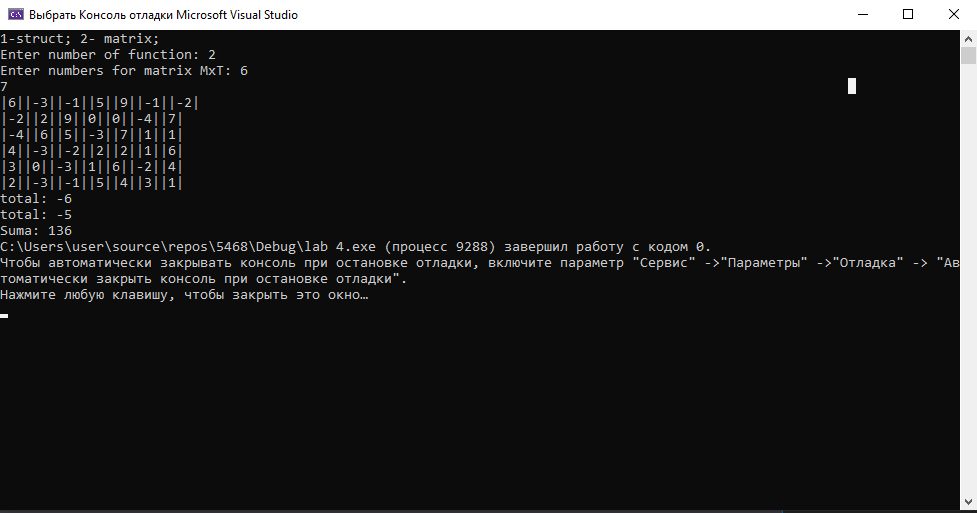 Выбрать Консоль отладки Microsoft Visual Studio
1-struct; 2- matrix;
Enter number of function: 2
Enter numbers for matrix MxT: 6
7
|6||-3||-1||5||9||-1||-2|
|-2||2||9||0||0||-4||7|
|-4||6||5||-3||7||1||1|
|4||-3||-2||2||2||1||6|
|3||0||-3||1||6||-2||4|
|2||-3||-1||5||4||3||1|
total: -6
total: -5
Suma: 136
C:\Users\user\source\repos\5468\Debug\lab 4.exe (процесс 9288) завершил работу с кодом 0.
Чтобы автоматически закрывать консоль при остановке отладки, включите параметр "Сервис" ->"Параметры" ->"Отладка" -> "Ав
томатически закрыть консоль при остановке отладки".
Нажмите любую клавишу, чтобы закрыть это окно…